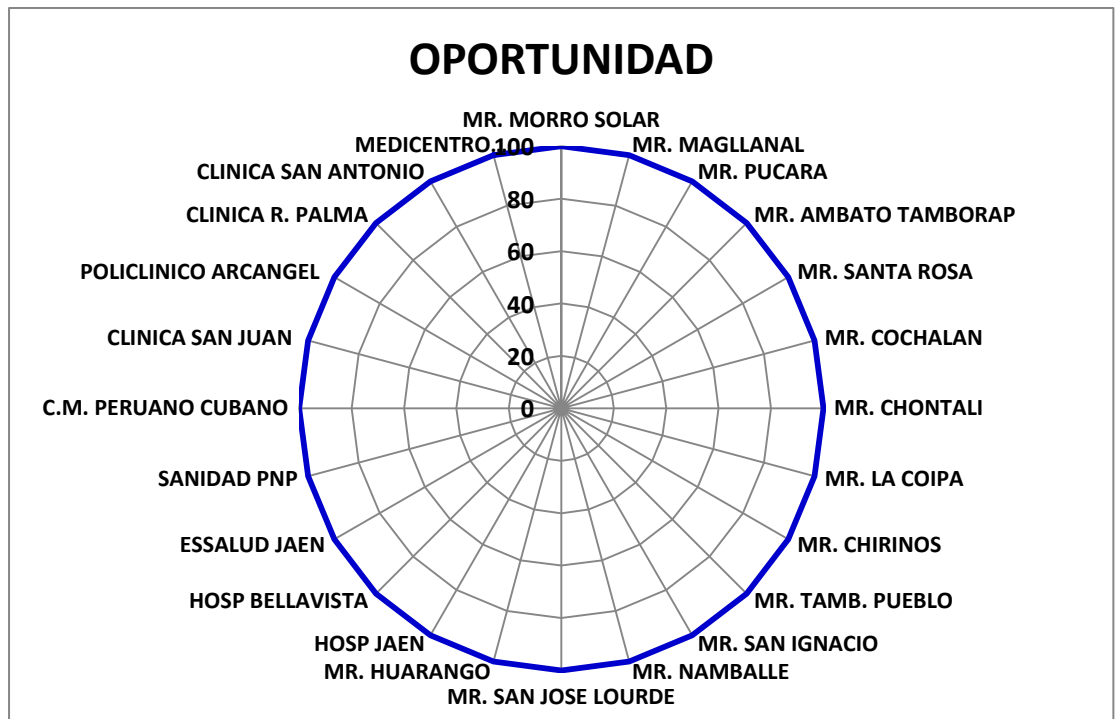 OPORTUNIDAD
MR. MORRO SOLAR
MR. MAGLLANAL
MR. PUCARA
MR. AMBATO TAMBORAP
MR. SANTA ROSA
MR. COCHALAN
MR. CHONTALI
MR. LA COIPA
MR. CHIRINOS
MR. TAMB. PUEBLO
MR. SAN IGNACIO
MR. NAMBALLE
MR. SAN JOSE LOURDE
MR. HUARANGO
HOSP JAEN
HOSP BELLAVISTA
ESSALUD JAEN
SANIDAD PNP
C.M. PERUANO CUBANO
CLINICA SAN JUAN
POLICLINICO ARCANGEL
CLINICA R. PALMA
CLINICA SAN ANTONIO
MEDICENTRO
100
80
60
40
20
0